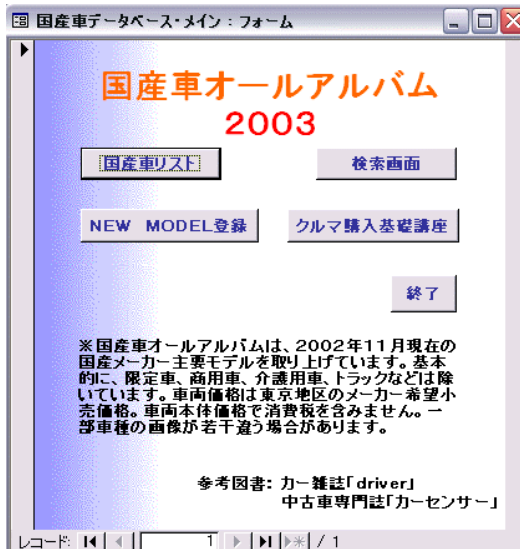 国産車データベース・メイン：フォーム
国産車オールアルバム
2003
国産車リスト
検索画面
NEW　MODEL登録
クルマ購入基礎講座
終了
※国産車オールアルバムは、2002年11月現在の
国産メーカー主要モデルを取り上げています。基本
的に、限定車、商用車、介護用車、トラックなどは除
いています。車両価格は東京地区のメーカー希望小
売価格。車両本体価格で消費税を含みません。一
部車種の画像が若干違う場合があります。
参考図書：カー雑誌「driver」
中古車専門誌「カーセンサー」
レコード: 1 / 1